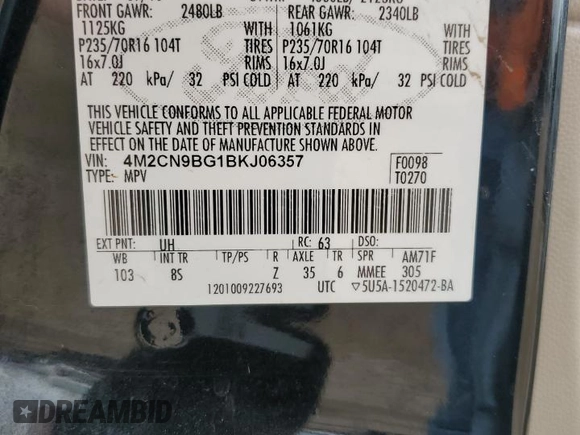 FRONT GAWR: 2480LB REAR GAWR: 2340LB
1125KG 1061KG
P235/70R16 104T TIRES P235/70R16 104T TIRES
16x7.0J RIMS 16x7.0J RIMS
AT 220 kPa/ 32 PSI COLD AT 220 kPa/ 32 PSI COLD
THIS VEHICLE CONFORMS TO ALL APPLICABLE FEDERAL MOTOR
VEHICLE SAFETY AND THEFT PREVENTION STANDARDS IN
EFFECT ON THE DATE OF MANUFACTURE SHOWN ABOVE.
VIN: 4M2CN9BG1BKJ06357 F0098
TYPE: MPV T0270
EXT PNT: UH RC: 63 DSO:
WB INT TR TP/PS R AXLE TR SPR AM71F
103 8S Z 35 6 MMEE 305
1201009227693 UTC ▽5U5A-1520472-BA
DREAMBID